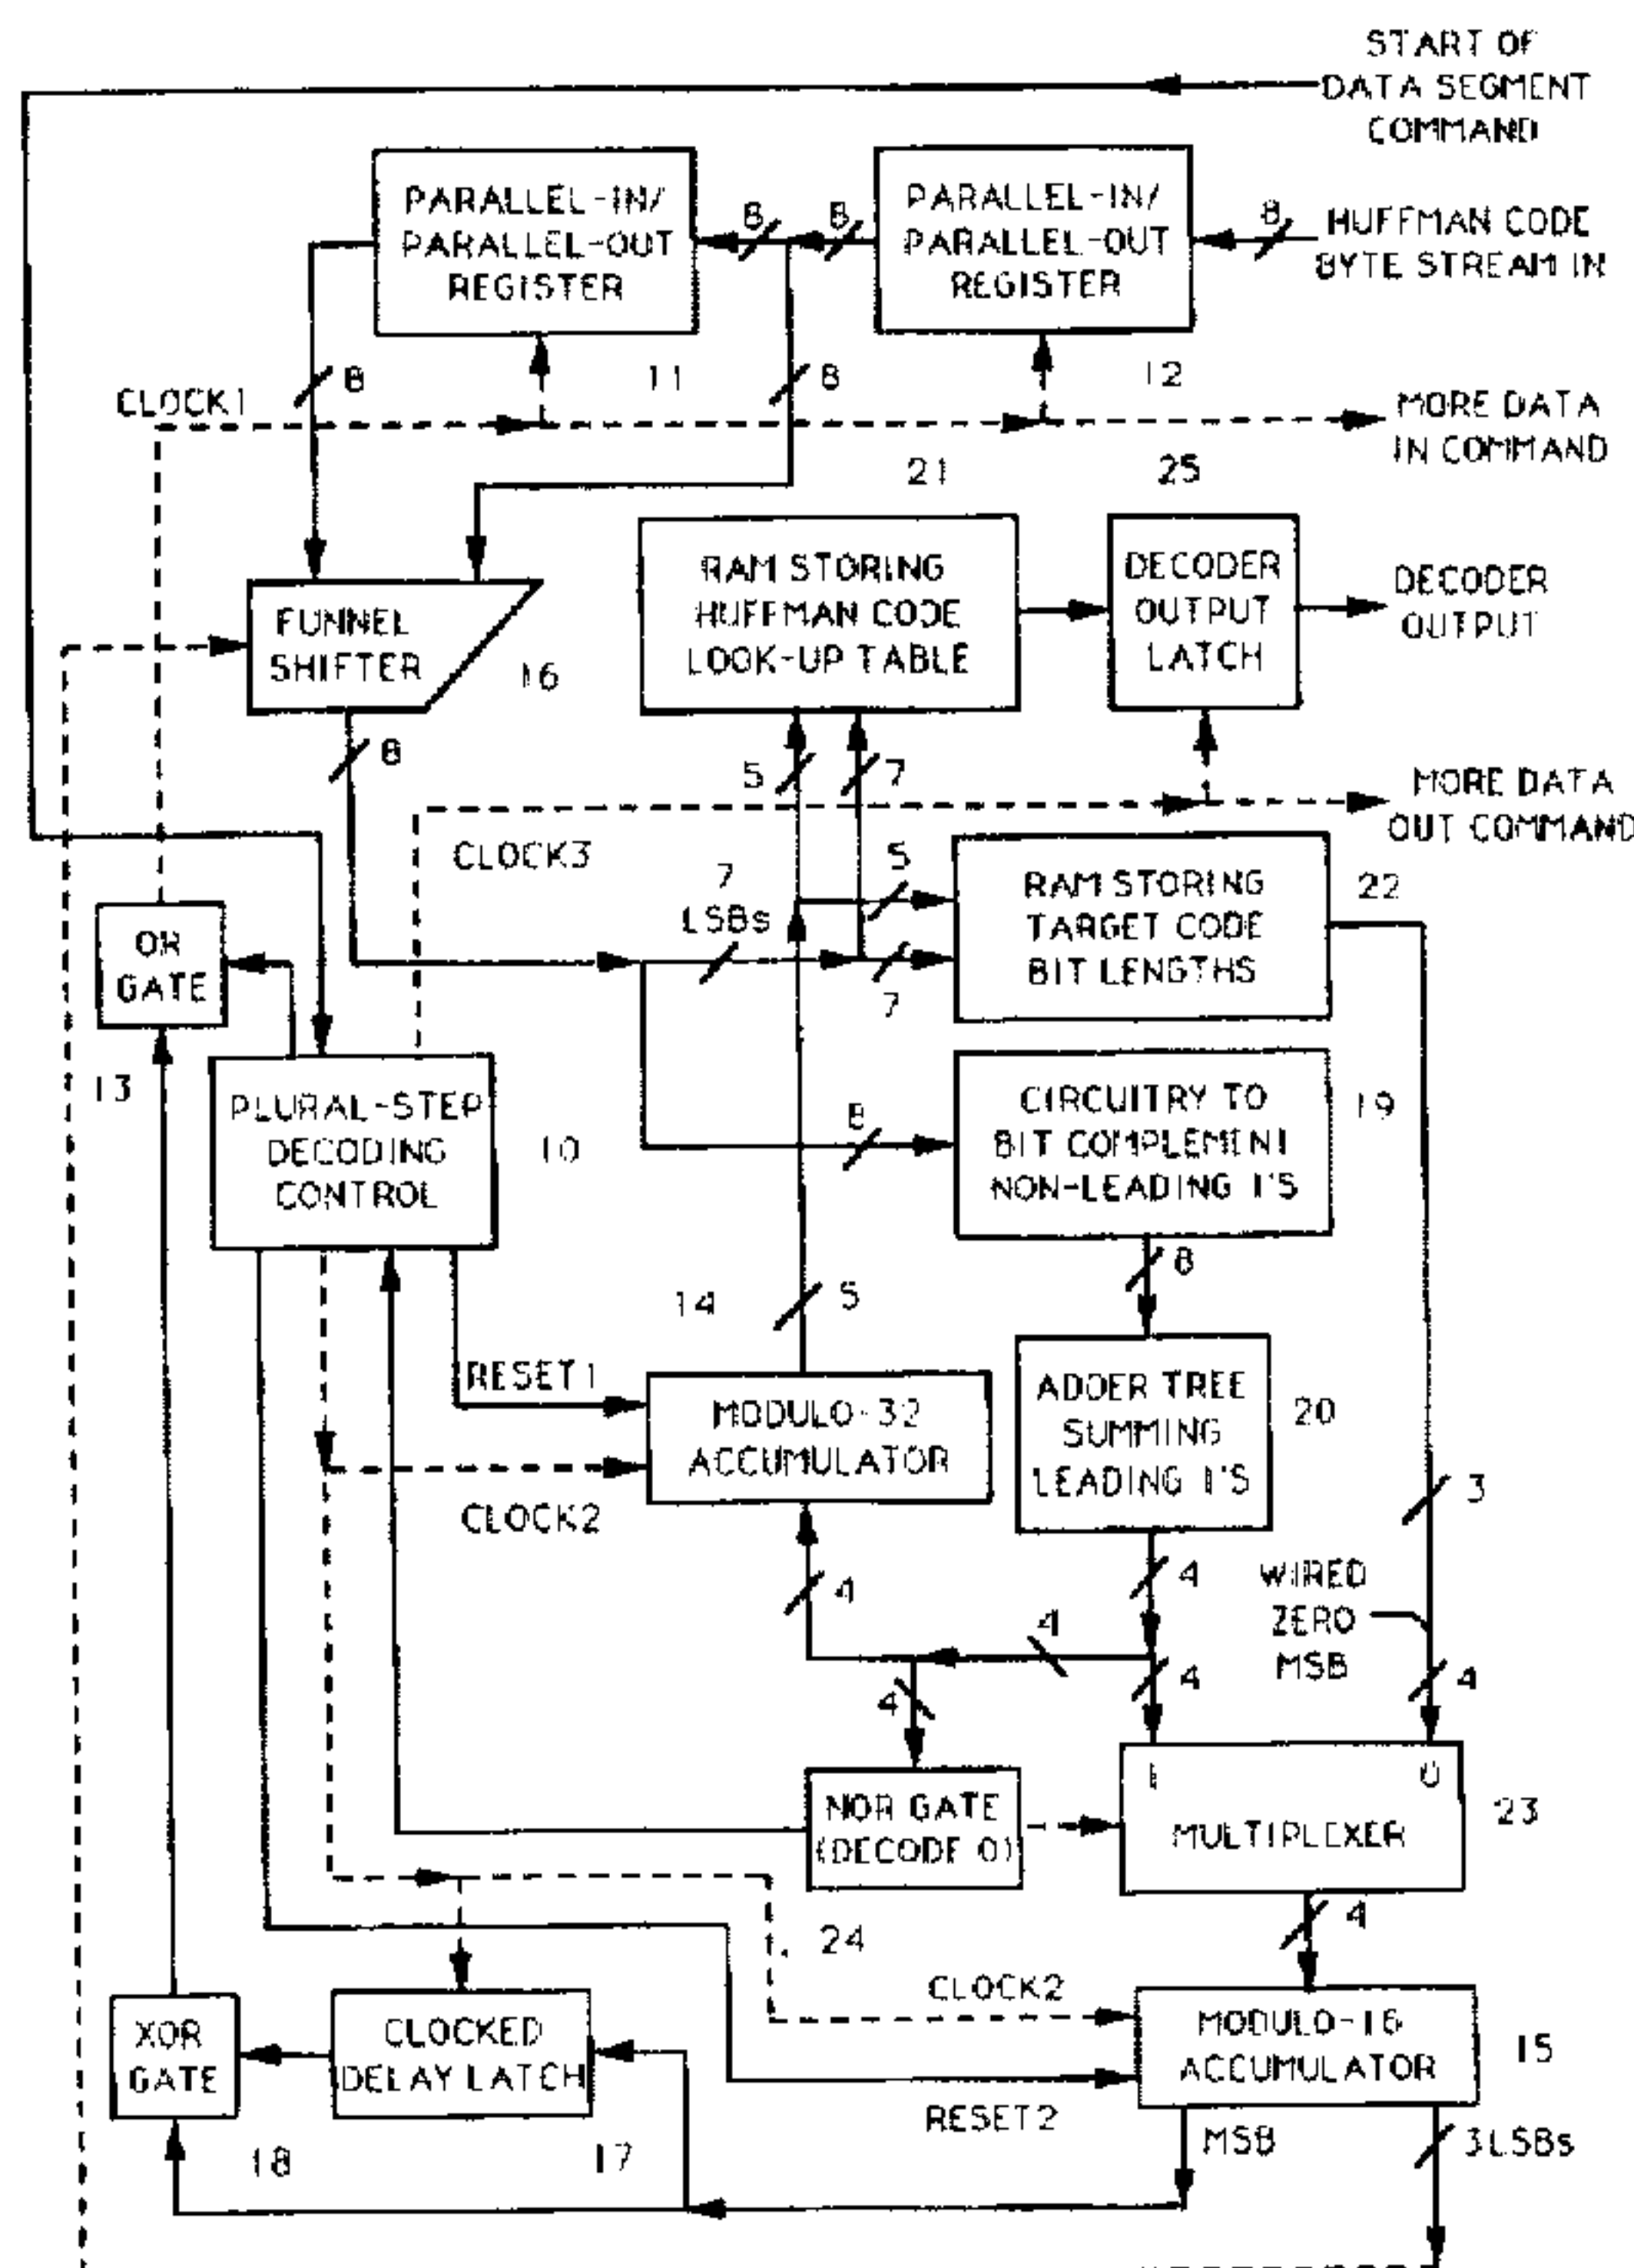 START OF
DATA SEGMENT
COMMAND
PARALLEL-IN/
PARALLEL-OUT
REGISTER
8
8
PARALLEL-IN/
PARALLEL-OUT
REGISTER
8
HUFFMAN CODE
BYTE STREAM IN
8
11
8
12
CLOCK1
MORE DATA
IN COMMAND
21
25
FUNNEL
SHIFTER
16
RAM STORING
HUFFMAN CODE
LOOK-UP TABLE
DECODER
OUTPUT
LATCH
DECODER
OUTPUT
8
5
7
MORE DATA
OUT COMMAND
CLOCK3
7
LSBs
5
7
RAM STORING
TARGET CODE
BIT LENGTHS
22
OR
GATE
13
PLURAL-STEP
DECODING
CONTROL
10
8
CIRCUITRY TO
BIT COMPLEMENT
NON-LEADING 1'S
19
8
14
5
RESET1
MODULO-32
ACCUMULATOR
CLOCK2
ADDER TREE
SUMMING
LEADING 1'S
20
3
4
4
4
4
4
WIRED
ZERO
MSB
4
NOR GATE
(DECODE 0)
1
0
MULTIPLEXER
23
24
4
CLOCK2
XOR
GATE
CLOCKED
DELAY LATCH
MODULO-16
ACCUMULATOR
15
RESET2
18
17
MSB
3LSBs